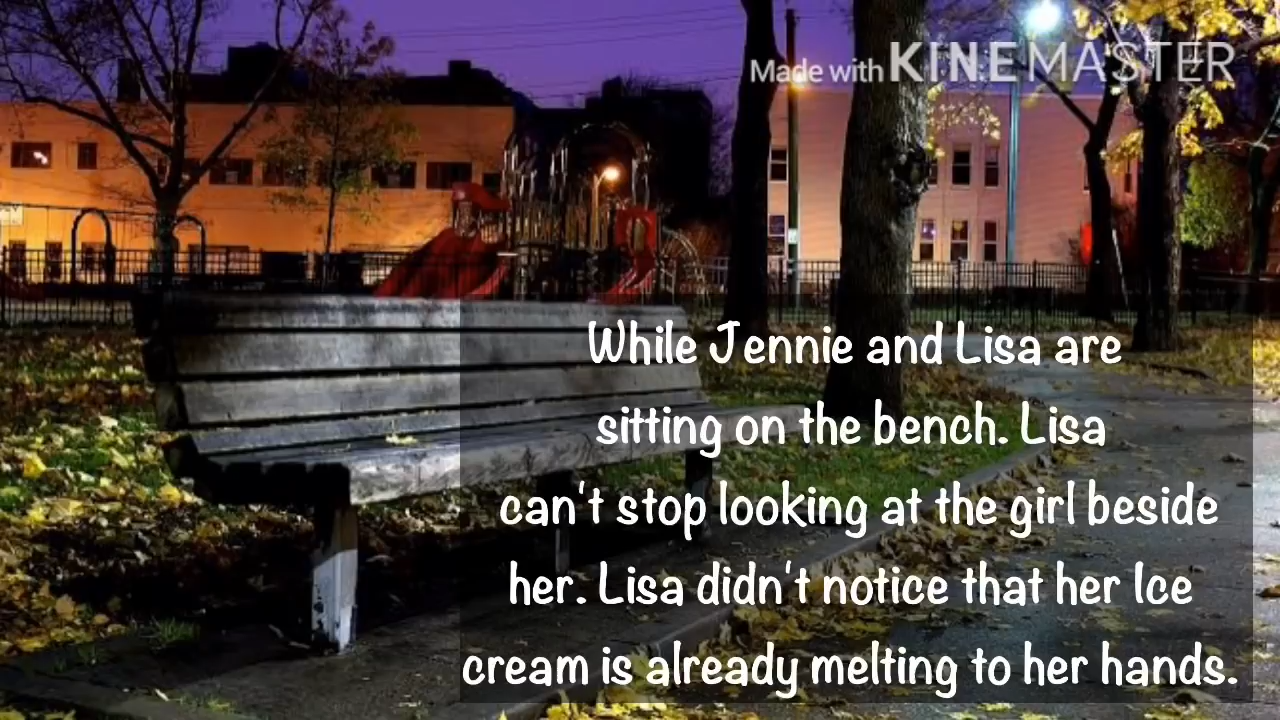 Made with KINEMASTER
While Jennie and Lisa are
sitting on the bench. Lisa
can't stop looking at the girl beside
her. Lisa didn't notice that her Ice
cream is already melting to her hands.